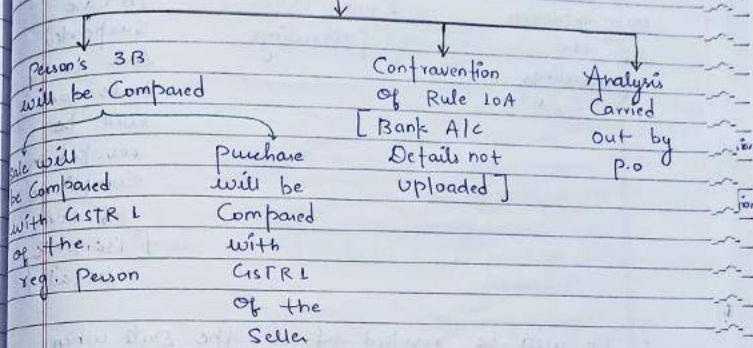 Person's 3B
will be Compared
Sale will
be Compared
with GSTR 1
of the
reg. Person
Purchase
will be
Compared
with
GSTR 1
of the
Seller
Contravention
of Rule 10A
[Bank A/c
Details not
uploaded]
Analysis
Carried
out by
P.O